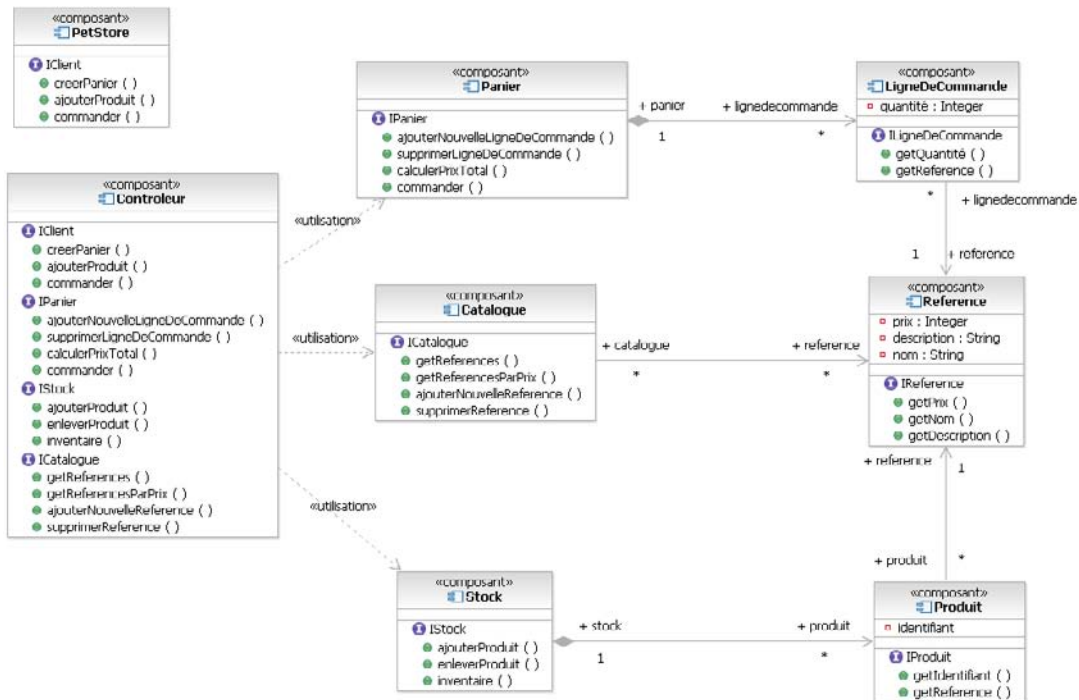 «composant»
PetStore
IClient
creerPanier ( )
ajouterProduit ( )
commander ( )
«composant»
Controleur
IClient
creerPanier ( )
ajouterProduit ( )
commander ( )
IPanier
ajouterNouvelleLigneDeCommande ( )
supprimerLigneDeCommande ( )
calculerPrixTotal ( )
commander ( )
IStock
ajouterProduit ( )
enleverProduit ( )
inventaire ( )
ICatalogue
getReferences ( )
getReferencesParPrix ( )
ajouterNouvelleReference ( )
supprimerReference ( )
«utilisation»
«utilisation»
«utilisation»
«composant»
Panier
IPanier
ajouterNouvelleLigneDeCommande ( )
supprimerLigneDeCommande ( )
calculerPrixTotal ( )
commander ( )
+ panier
1
+ lignedecommande
*
«composant»
LigneDeCommande
quantité : Integer
ILigneDeCommande
getQuantité ( )
getReference ( )
*
+ lignedecommande
1
+ reference
«composant»
Catalogue
ICatalogue
getReferences ( )
getReferencesParPrix ( )
ajouterNouvelleReference ( )
supprimerReference ( )
+ catalogue
*
+ reference
*
«composant»
Reference
prix : Integer
description : String
nom : String
IReference
getPrix ( )
getNom ( )
getDescription ( )
+ reference
1
+ produit
*
«composant»
Stock
IStock
ajouterProduit ( )
enleverProduit ( )
inventaire ( )
+ stock
1
+ produit
*
«composant»
Produit
identifiant
IProduit
getIdentifiant ( )
getReference ( )